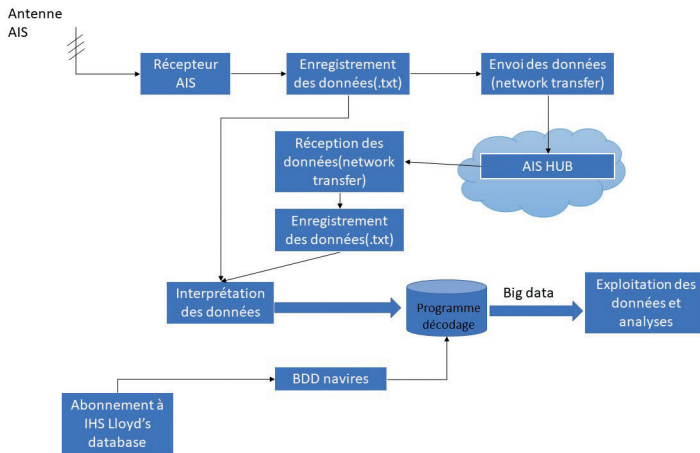 Antenne
AIS
Récepteur
AIS
Enregistrement
des données(.txt)
Envoi des données
(network transfer)
Réception des
données(network
transfer)
AIS HUB
Enregistrement
des données(.txt)
Interprétation
des données
Programme
décodage
Big data
Exploitation des
données et
analyses
BDD navires
Abonnement à
IHS Lloyd's
database